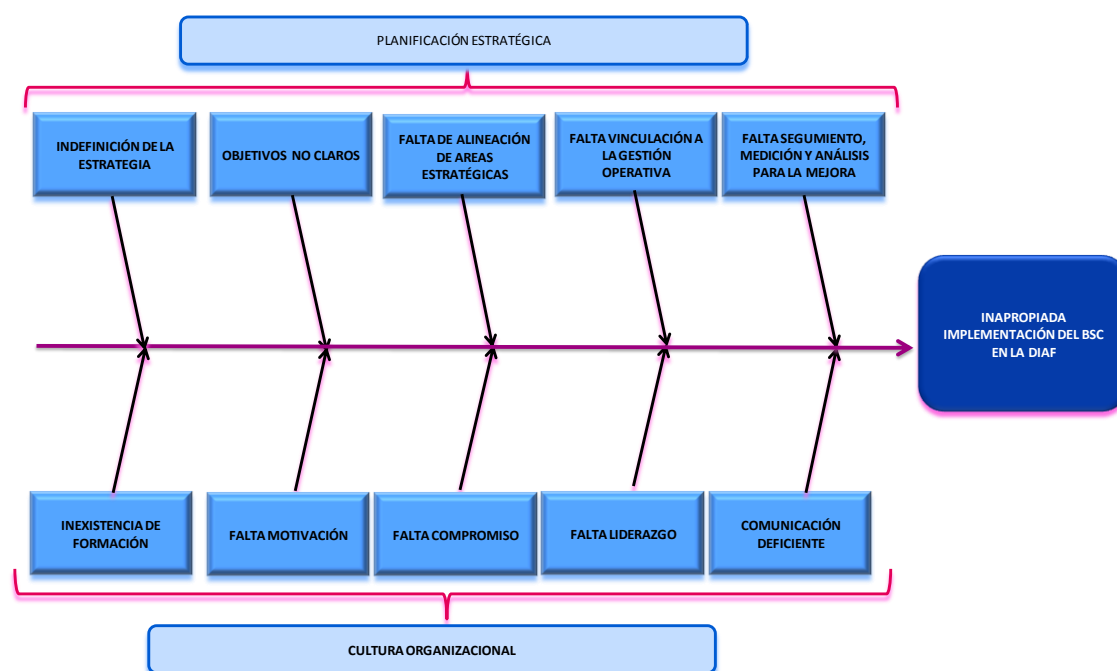 PLANIFICACIÓN ESTRATÉGICA
INDEFINICIÓN DE LA
ESTRATEGIA
OBJETIVOS NO CLAROS
FALTA DE ALINEACIÓN
DE AREAS
ESTRATÉGICAS
FALTA VINCULACIÓN A
LA GESTIÓN
OPERATIVA
FALTA SEGUMIENTO,
MEDICIÓN Y ANÁLISIS
PARA LA MEJORA
INAPROPIADA
IMPLEMENTACIÓN DEL BSC
EN LA DIAF
INEXISTENCIA DE
FORMACIÓN
FALTA MOTIVACIÓN
FALTA COMPROMISO
FALTA LIDERAZGO
COMUNICACIÓN
DEFICIENTE
CULTURA ORGANIZACIONAL